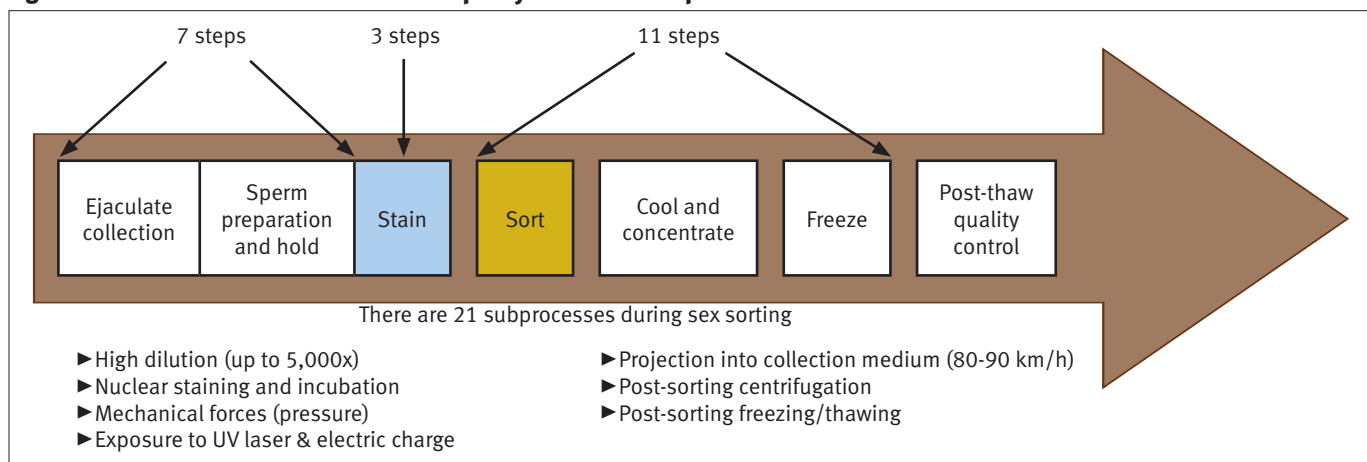 7 steps
3 steps
11 steps
Ejaculate
collection
Sperm
preparation
and hold
Stain
Sort
Cool and
concentrate
Freeze
Post-thaw
quality
control
There are 21 subprocesses during sex sorting
►High dilution (up to 5,000x)
►Nuclear staining and incubation
►Mechanical forces (pressure)
►Exposure to UV laser & electric charge
►Projection into collection medium (80-90 km/h)
►Post-sorting centrifugation
►Post-sorting freezing/thawing